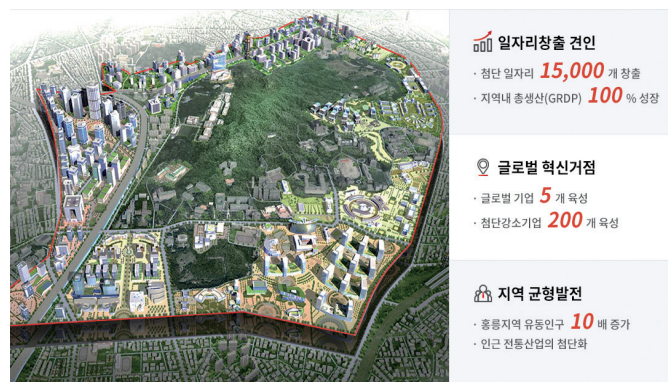 일자리창출 견인
· 첨단 일자리 15,000 개 창출
· 지역내 총생산(GRDP) 100 % 성장
글로벌 혁신거점
· 글로벌 기업 5 개 육성
· 첨단강소기업 200 개 육성
지역 균형발전
· 홍릉지역 유동인구 10 배 증가
· 인근 전통산업의 첨단화